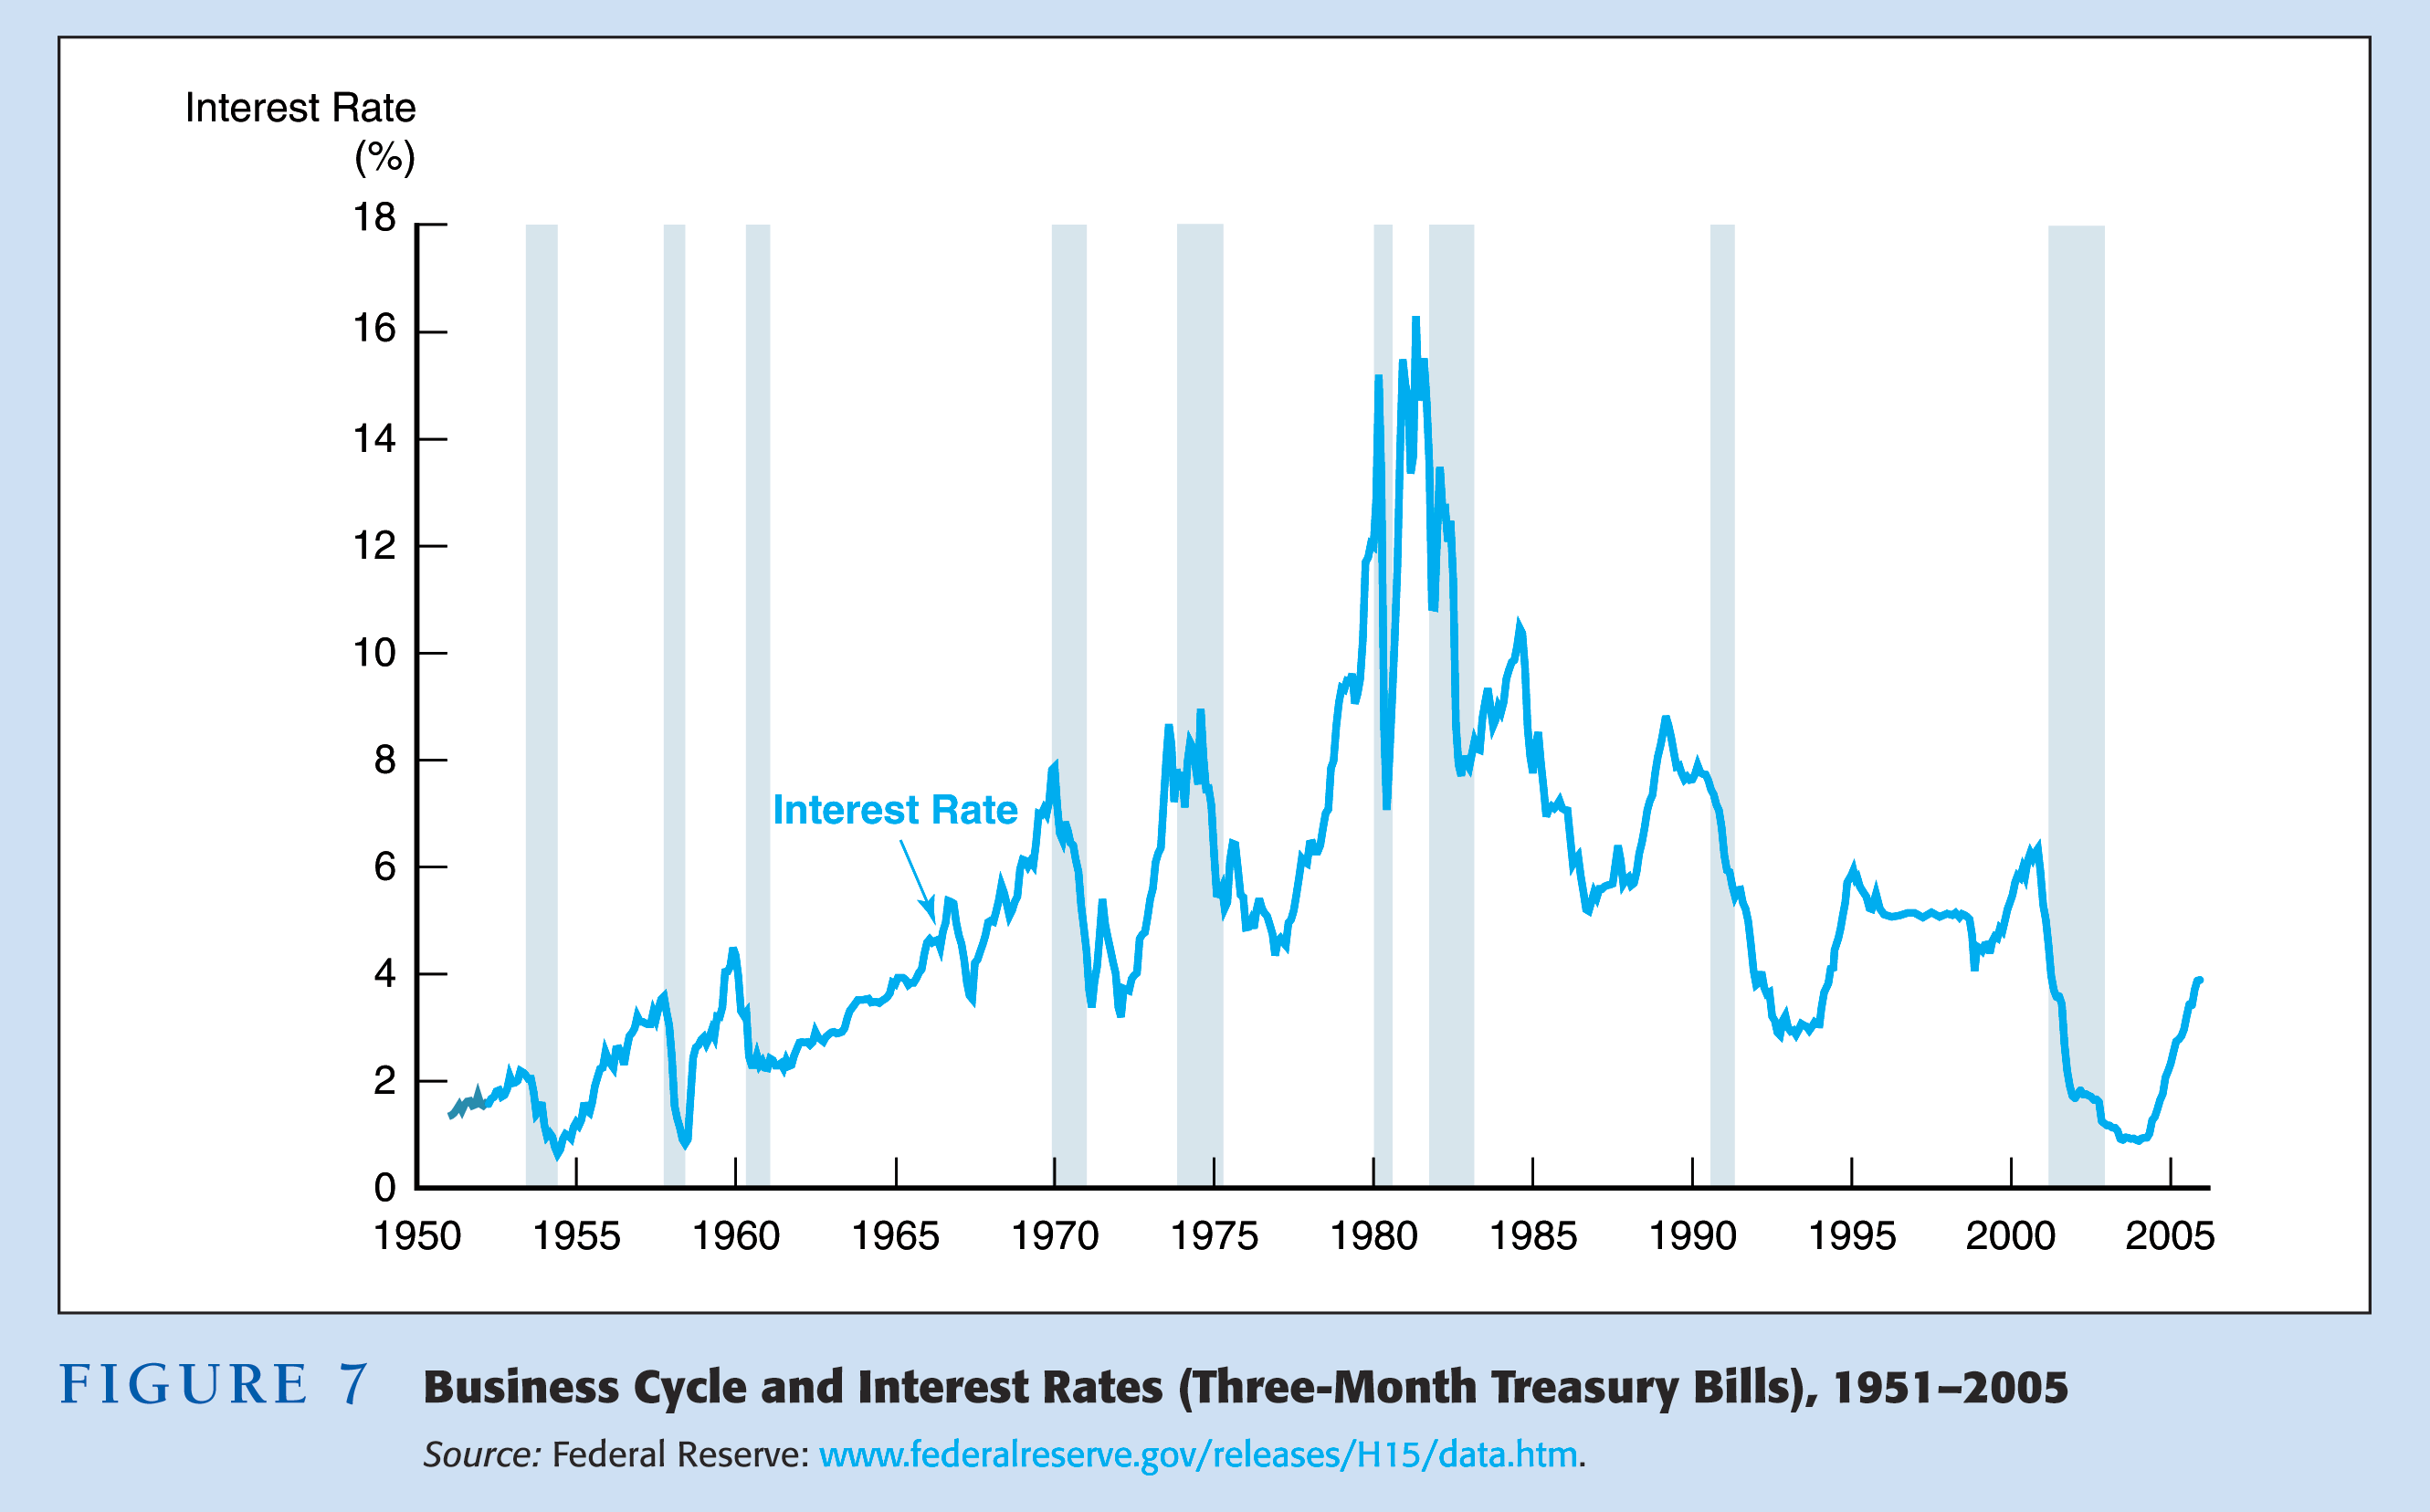 Interest Rate
(%)
18
16
14
12
10
8
6
4
2
0
Interest Rate
1950 1955 1960 1965 1970 1975 1980 1985 1990 1995 2000 2005
FIGURE 7 Business Cycle and Interest Rates (Three-Month Treasury Bills), 1951–2005
Source: Federal Reserve: www.federalreserve.gov/releases/H15/data.htm.